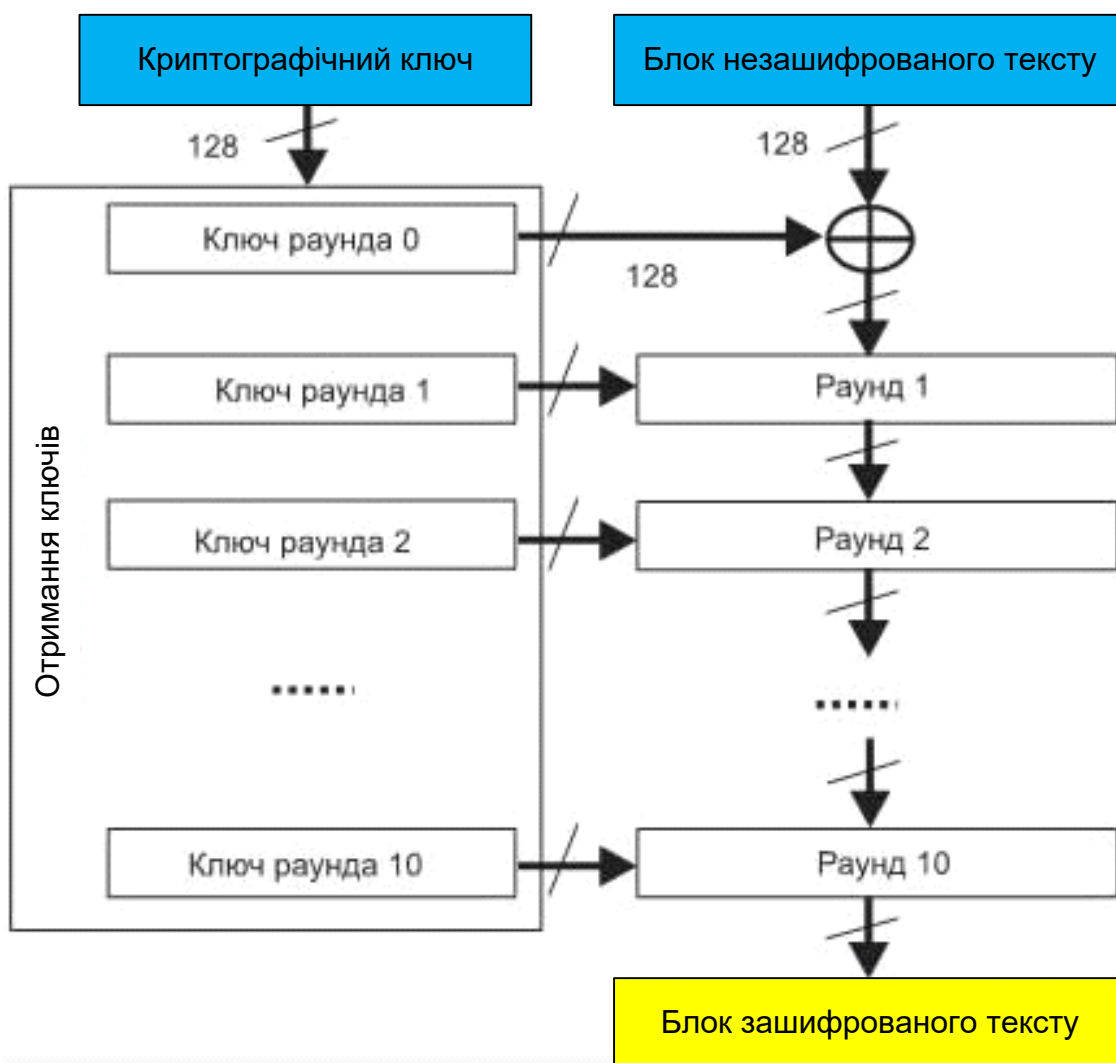 Криптографічний ключ
Блок незашифрованого тексту
128
128
Ключ раунда 0
128
Ключ раунда 1
Раунд 1
Отримання ключів
Ключ раунда 2
Раунд 2
Ключ раунда 10
Раунд 10
Блок зашифрованого тексту